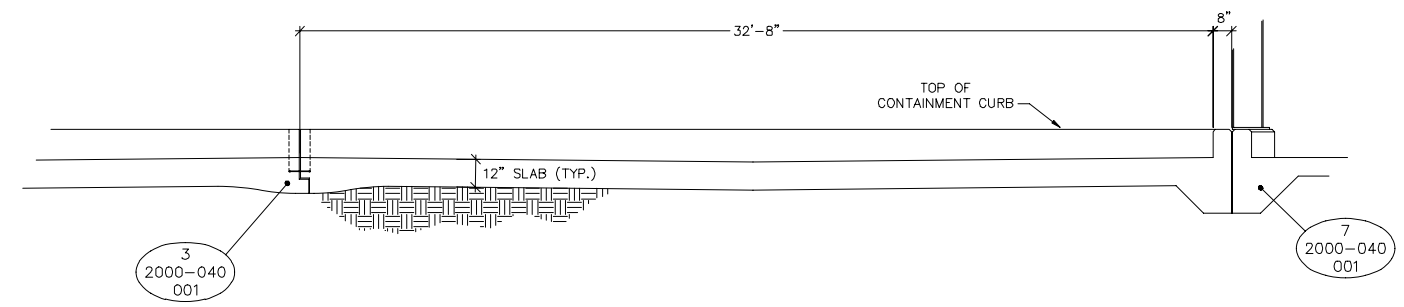 32'-8"
8"
TOP OF
CONTAINMENT CURB
12" SLAB (TYP.)
3
2000-040
001
7
2000-040
001